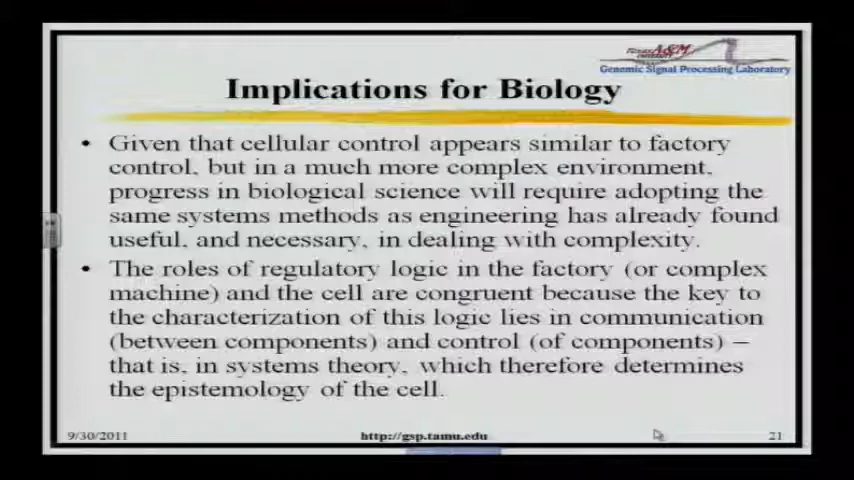 TEXAS A&M
UNIVERSITY
Genomic Signal Processing Laboratory
Implications for Biology
• Given that cellular control appears similar to factory
control, but in a much more complex environment,
progress in biological science will require adopting the
same systems methods as engineering has already found
useful, and necessary, in dealing with complexity.
• The roles of regulatory logic in the factory (or complex
machine) and the cell are congruent because the key to
the characterization of this logic lies in communication
(between components) and control (of components) –
that is, in systems theory, which therefore determines
the epistemology of the cell.
9/30/2011
http://gsp.tamu.edu
21